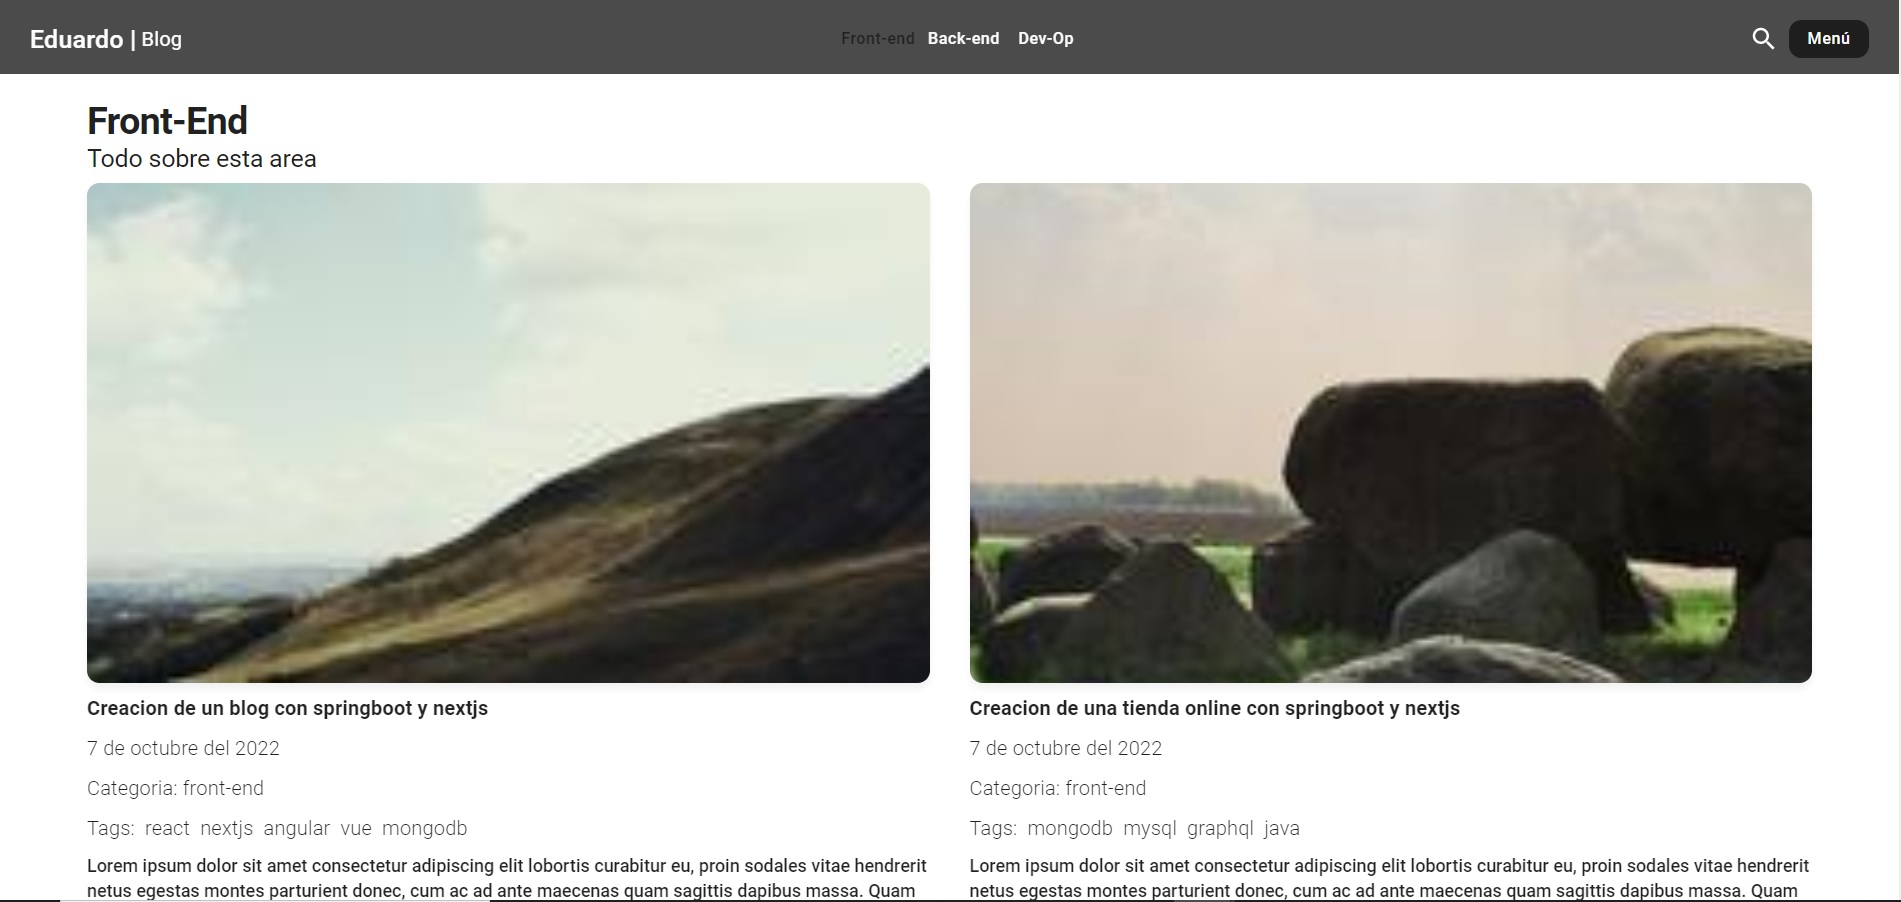 Eduardo | Blog
Front-end Back-end Dev-Op
Menú
Front-End
Todo sobre esta area
Creacion de un blog con springboot y nextjs
7 de octubre del 2022
Categoria: front-end
Tags: react nextjs angular vue mongodb
Lorem ipsum dolor sit amet consectetur adipiscing elit lobortis curabitur eu, proin sodales vitae hendrerit
netus egestas montes parturient donec, cum ac ad ante maecenas quam sagittis dapibus massa. Quam
Creacion de una tienda online con springboot y nextjs
7 de octubre del 2022
Categoria: front-end
Tags: mongodb mysql graphql java
Lorem ipsum dolor sit amet consectetur adipiscing elit lobortis curabitur eu, proin sodales vitae hendrerit
netus egestas montes parturient donec, cum ac ad ante maecenas quam sagittis dapibus massa. Quam